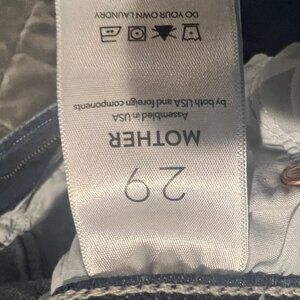 29
MOTHER
Assembled in USA
by both USA and foreign components
DO YOUR OWN LAUNDRY